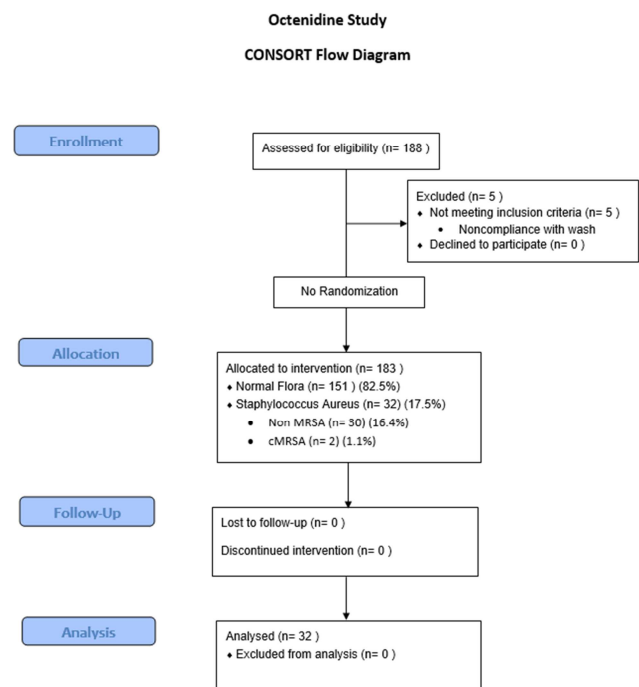 Octenidine Study
CONSORT Flow Diagram
Enrollment
Assessed for eligibility (n= 188 )
Excluded (n= 5 )
♦ Not meeting inclusion criteria (n= 5 )
• Noncompliance with wash
♦ Declined to participate (n= 0 )
No Randomization
Allocation
Allocated to intervention (n= 183 )
♦ Normal Flora (n= 151 ) (82.5%)
♦ Staphylococcus Aureus (n= 32) (17.5%)
• Non MRSA (n= 30) (16.4%)
• cMRSA (n= 2) (1.1%)
Follow-Up
Lost to follow-up (n= 0 )
Discontinued intervention (n= 0 )
Analysis
Analysed (n= 32 )
♦ Excluded from analysis (n= 0 )